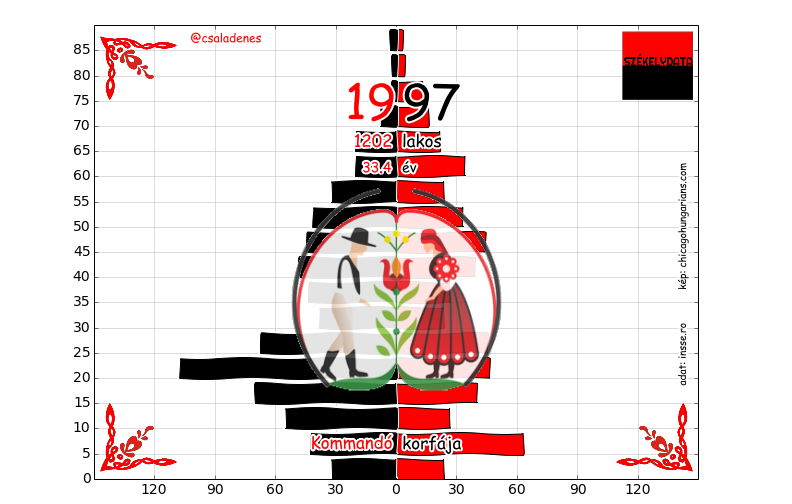 @csaladenes
SZÉKELYDATA
1997
1202 lakos
33.4 év
kép: chicagohungarians.com
adat: insse.ro
Kommandó korfája
85
80
75
70
65
60
55
50
45
40
35
30
25
20
15
10
5
0
120 90 60 30 0 30 60 90 120